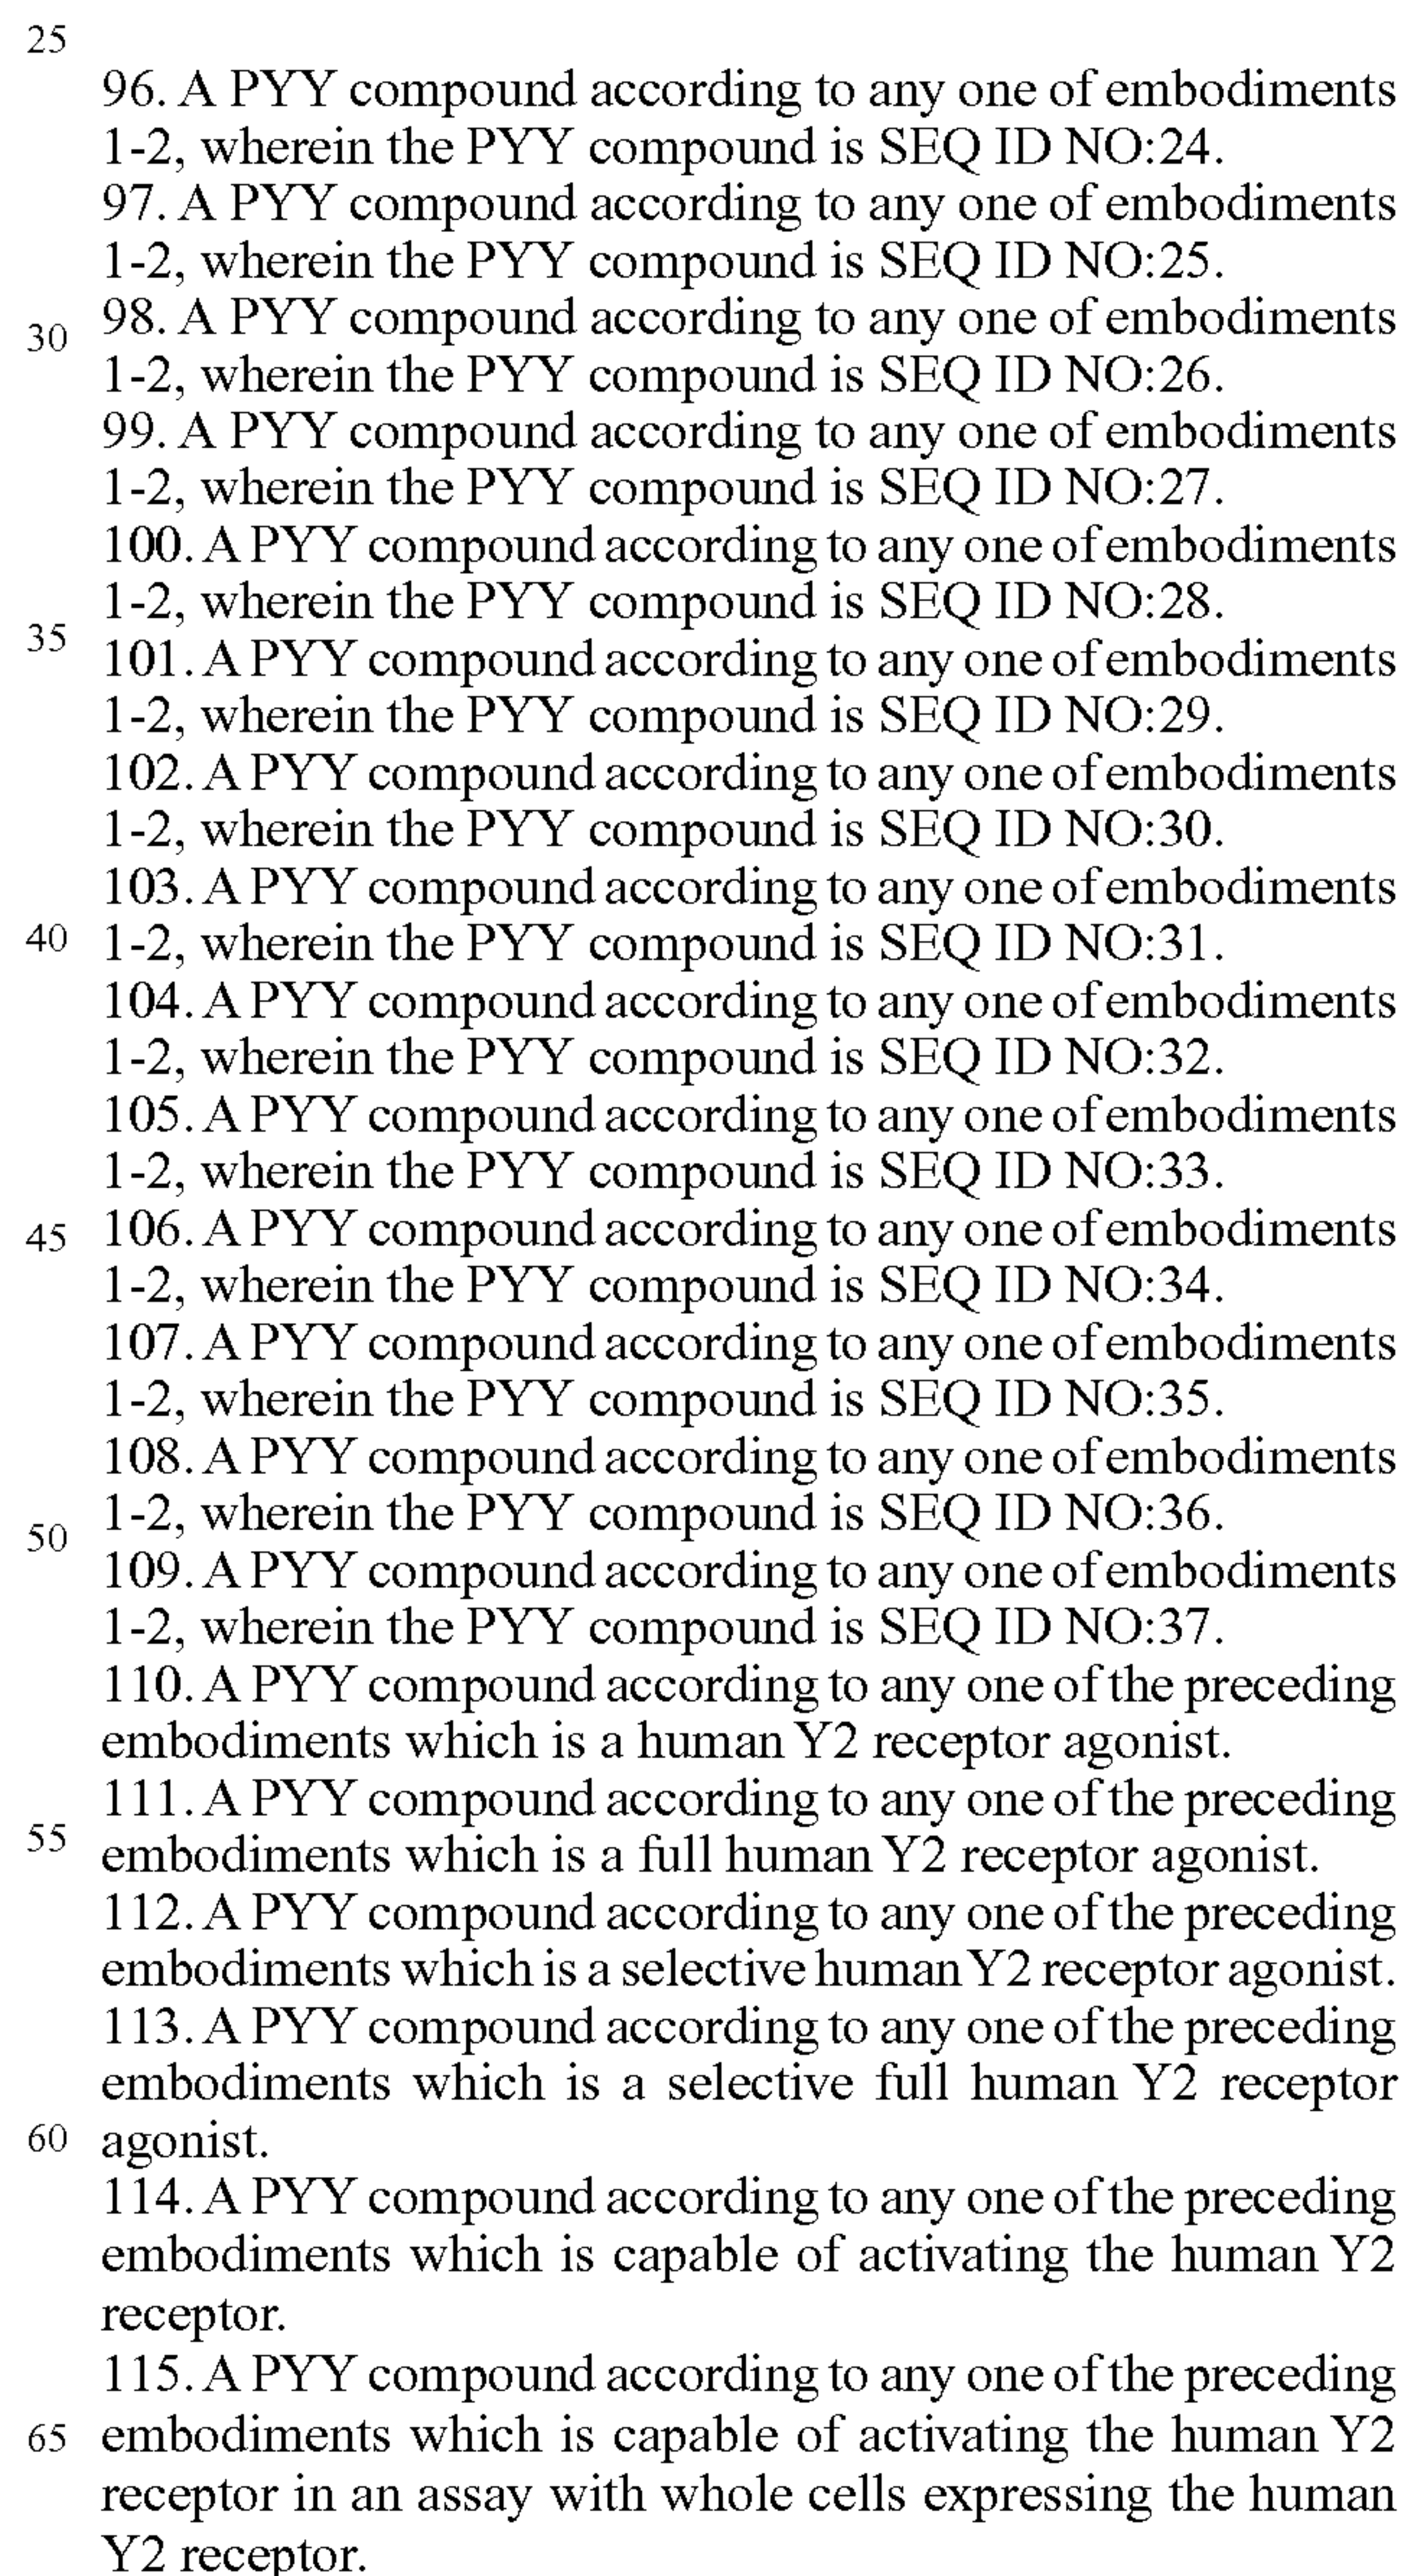 25
96. A PYY compound according to any one of embodiments
1-2, wherein the PYY compound is SEQ ID NO:24.
97. A PYY compound according to any one of embodiments
1-2, wherein the PYY compound is SEQ ID NO:25.
30 98. A PYY compound according to any one of embodiments
1-2, wherein the PYY compound is SEQ ID NO:26.
99. A PYY compound according to any one of embodiments
1-2, wherein the PYY compound is SEQ ID NO:27.
100. A PYY compound according to any one of embodiments
1-2, wherein the PYY compound is SEQ ID NO:28.
35 101. A PYY compound according to any one of embodiments
1-2, wherein the PYY compound is SEQ ID NO:29.
102. A PYY compound according to any one of embodiments
1-2, wherein the PYY compound is SEQ ID NO:30.
103. A PYY compound according to any one of embodiments
40 1-2, wherein the PYY compound is SEQ ID NO:31.
104. A PYY compound according to any one of embodiments
1-2, wherein the PYY compound is SEQ ID NO:32.
105. A PYY compound according to any one of embodiments
1-2, wherein the PYY compound is SEQ ID NO:33.
45 106. A PYY compound according to any one of embodiments
1-2, wherein the PYY compound is SEQ ID NO:34.
107. A PYY compound according to any one of embodiments
1-2, wherein the PYY compound is SEQ ID NO:35.
108. A PYY compound according to any one of embodiments
50 1-2, wherein the PYY compound is SEQ ID NO:36.
109. A PYY compound according to any one of embodiments
1-2, wherein the PYY compound is SEQ ID NO:37.
110. A PYY compound according to any one of the preceding
embodiments which is a human Y2 receptor agonist.
111. A PYY compound according to any one of the preceding
55 embodiments which is a full human Y2 receptor agonist.
112. A PYY compound according to any one of the preceding
embodiments which is a selective human Y2 receptor agonist.
113. A PYY compound according to any one of the preceding
embodiments which is a selective full human Y2 receptor
60 agonist.
114. A PYY compound according to any one of the preceding
embodiments which is capable of activating the human Y2
receptor.
115. A PYY compound according to any one of the preceding
65 embodiments which is capable of activating the human Y2
receptor in an assay with whole cells expressing the human
Y2 receptor.